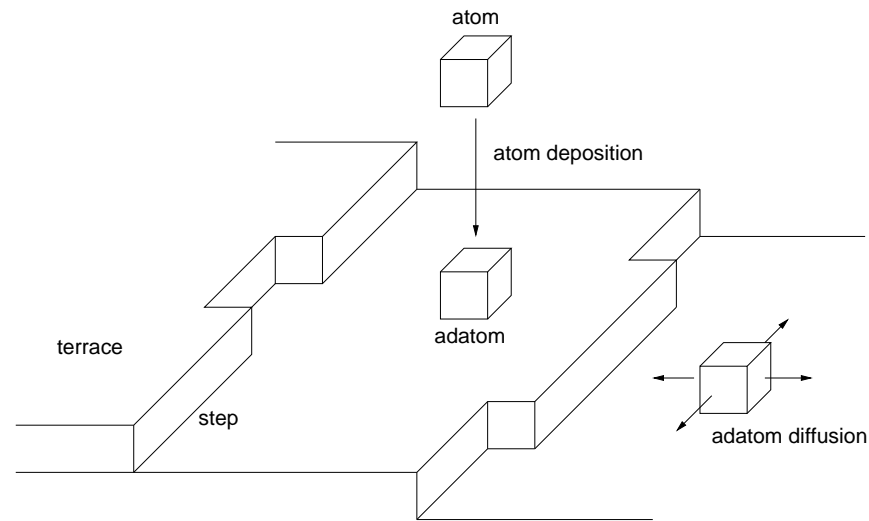 atom
atom deposition
adatom
terrace
step
adatom diffusion